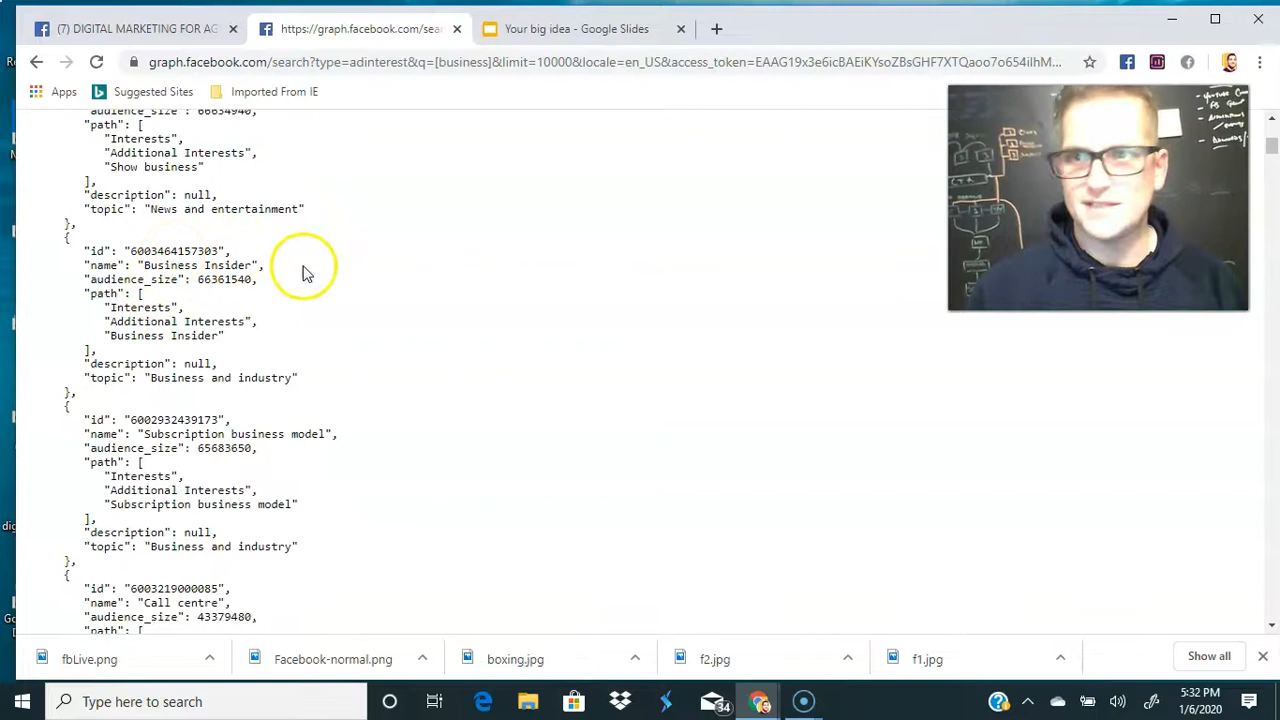 (7) DIGITAL MARKETING FOR AG
https://graph.facebook.com/sear
Your big idea - Google Slides
graph.facebook.com/search?type=adinterest&q=[business]&limit=10000&locale=en_US&access_token=
Apps
Suggested Sites
Imported From IE
"audience_size": 66634940,
"path": [
"Interests",
"Additional Interests",
"Show business"
],
"description": null,
"topic": "News and entertainment"
},
{
"id": "6003464157303",
"name": "Business Insider",
"audience_size": 66361540,
"path": [
"Interests",
"Additional Interests",
"Business Insider"
],
"description": null,
"topic": "Business and industry"
},
{
"id": "6002932439173",
"name": "Subscription business model",
"audience_size": 65683650,
"path": [
"Interests",
"Additional Interests",
"Subscription business model"
],
"description": null,
"topic": "Business and industry"
},
{
"id": "6003219000085",
"name": "Call centre",
"audience_size": 43379480,
"path": [
fbLive.png
Facebook-normal.png
boxing.jpg
f2.jpg
f1.jpg
Show all
Type here to search
34
5:32 PM
1/6/2020